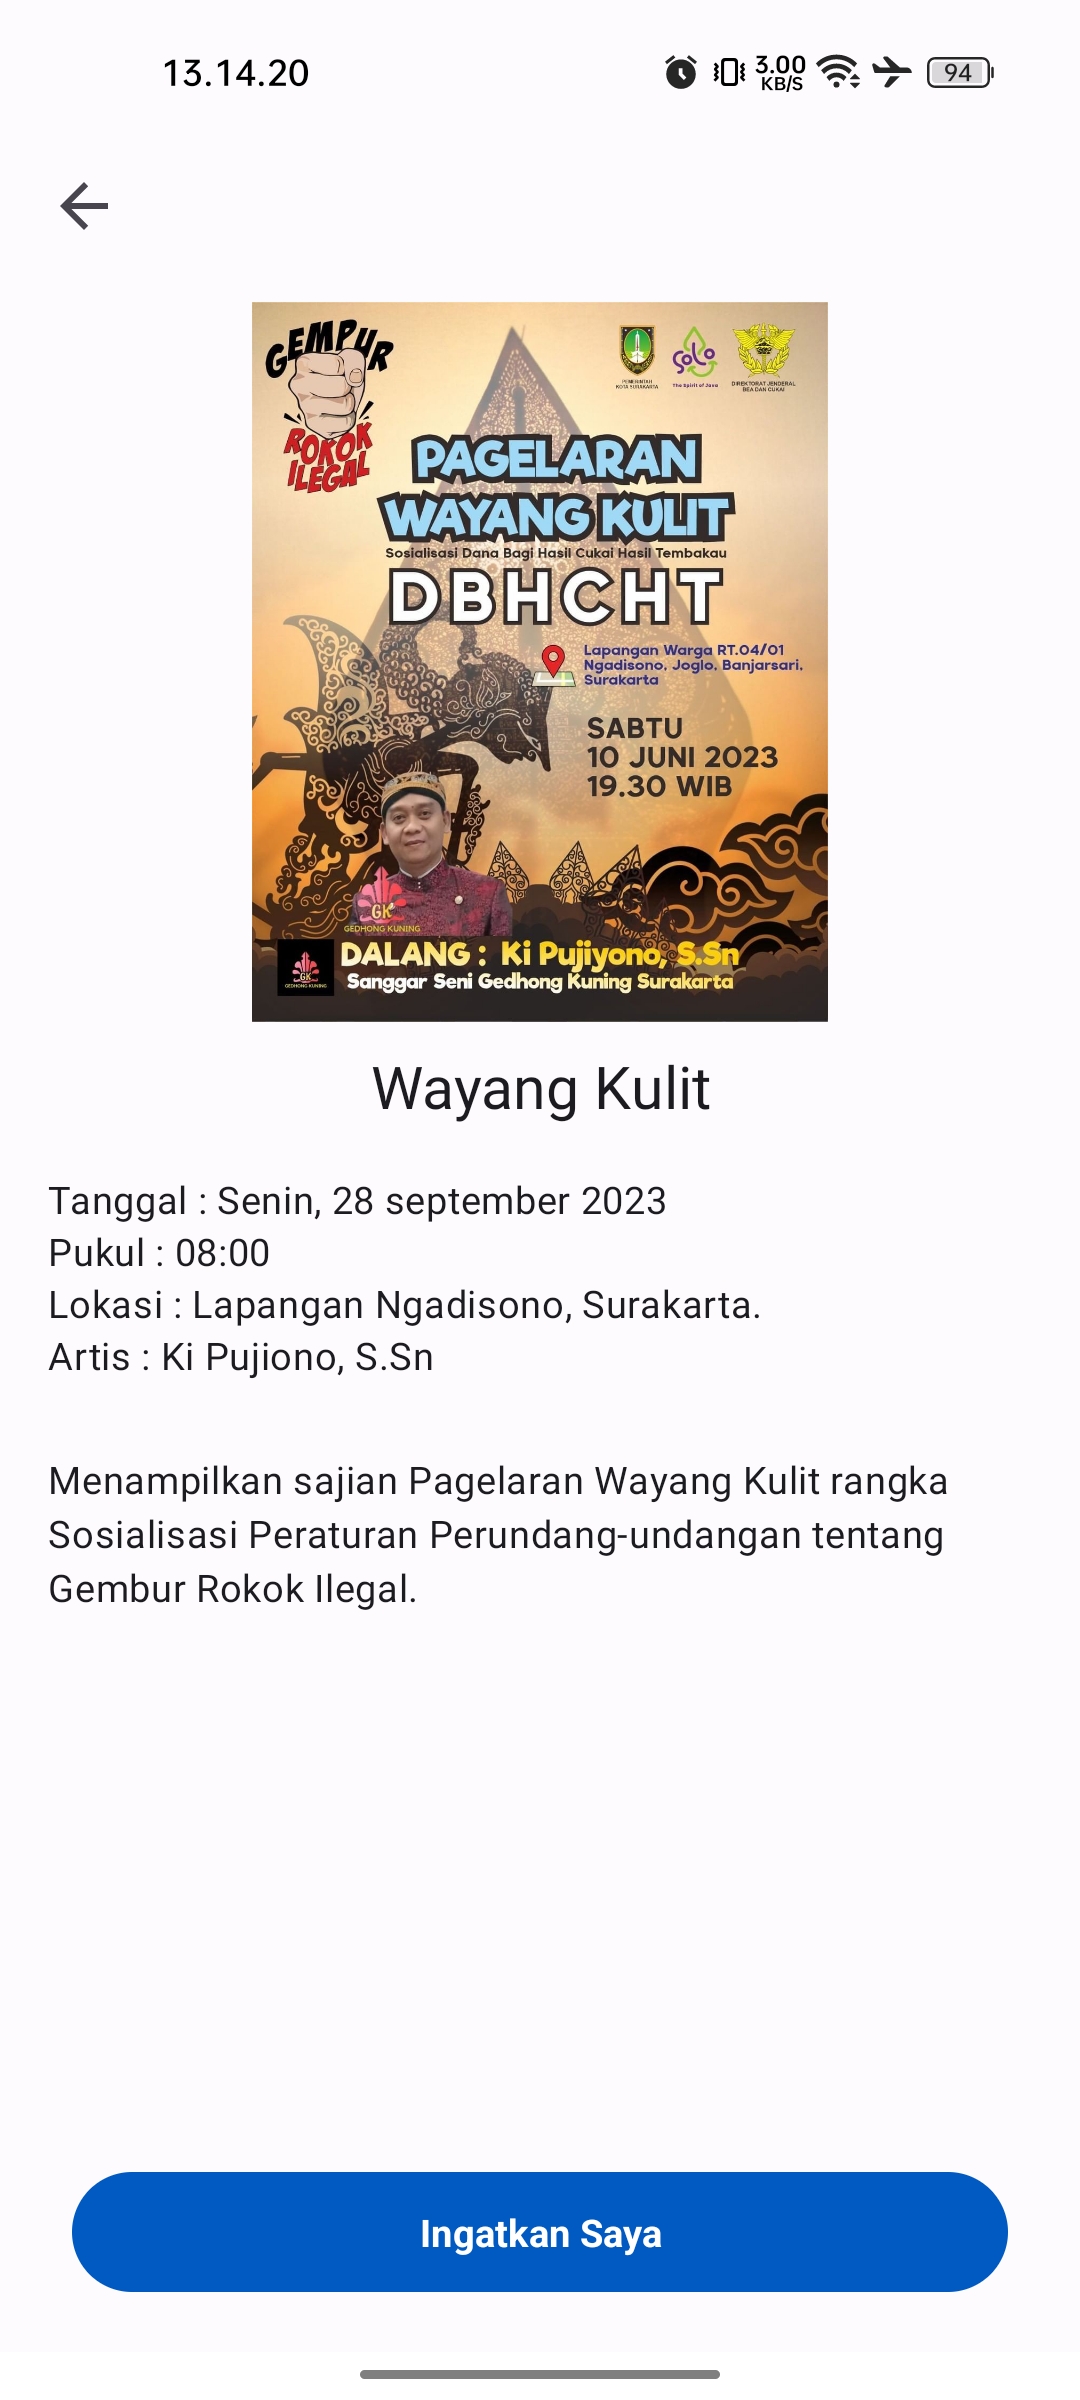 13.14.20
3.00
KB/S
94
GEMPUR
ROKOK
ILEGAL
PEMERINTAH
KOTA SURAKARTA
Solo
The Spirit of Java
DIREKTORAT JENDERAL
BEA DAN CUKAI
PAGELARAN
WAYANG KULIT
Sosialisasi Dana Bagi Hasil Cukai Hasil Tembakau
DBHCHT
Lapangan Warga RT.04/01
Ngadisono, Joglo, Banjarsari,
Surakarta
SABTU
10 JUNI 2023
19.30 WIB
GK
GEDHONG KUNING
GK
GEDHONG KUNING
DALANG : Ki Pujiyono, S.Sn
Sanggar Seni Gedhong Kuning Surakarta
Wayang Kulit
Tanggal : Senin, 28 september 2023
Pukul : 08:00
Lokasi : Lapangan Ngadisono, Surakarta.
Artis : Ki Pujiono, S.Sn
Menampilkan sajian Pagelaran Wayang Kulit rangka
Sosialisasi Peraturan Perundang-undangan tentang
Gembur Rokok Ilegal.
Ingatkan Saya